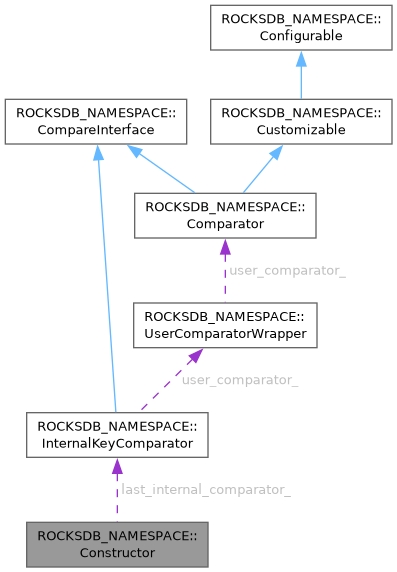 ROCKSDB_NAMESPACE::
Configurable
ROCKSDB_NAMESPACE::
CompareInterface
ROCKSDB_NAMESPACE::
Customizable
ROCKSDB_NAMESPACE::
Comparator
user_comparator_
ROCKSDB_NAMESPACE::
UserComparatorWrapper
user_comparator_
ROCKSDB_NAMESPACE::
InternalKeyComparator
last_internal_comparator_
ROCKSDB_NAMESPACE::
Constructor